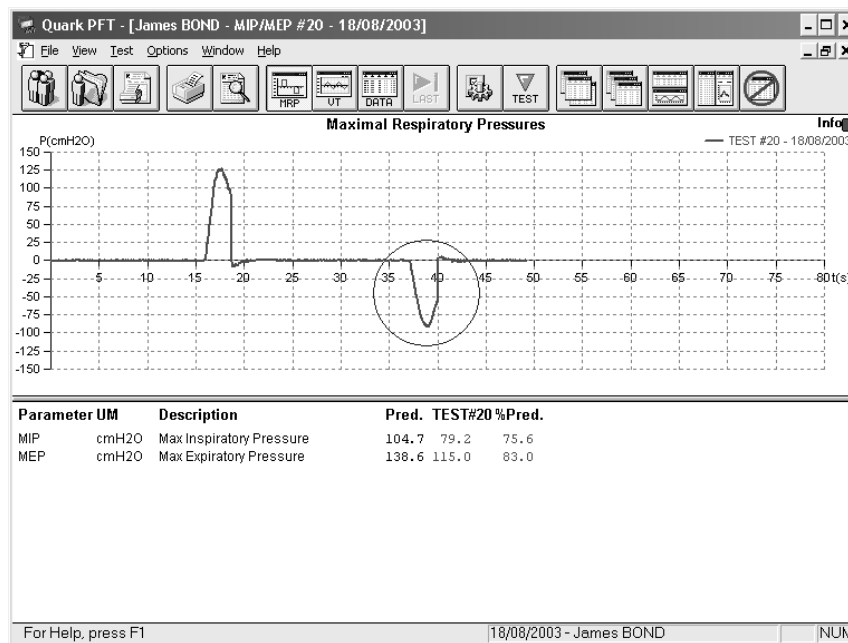 Quark PFT - [James BOND - MIP/MEP #20 - 18/08/2003]
File View Test Options Window Help
MRP VT DATA LAST TEST
Maximal Respiratory Pressures
Info
P(cmH2O)
TEST #20 - 18/08/2003
150
125
100
75
50
25
0
-25
-50
-75
-100
-125
-150
5 10 15 20 25 30 35 40 45 50 55 60 65 70 75 80 t(s)
Parameter UM Description Pred. TEST#20 %Pred.
MIP cmH2O Max Inspiratory Pressure 104.7 79.2 75.6
MEP cmH2O Max Expiratory Pressure 138.6 115.0 83.0
For Help, press F1 18/08/2003 - James BOND NUM